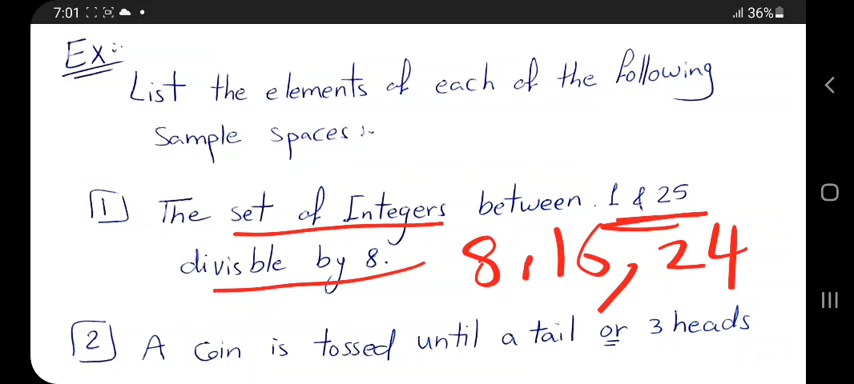 7:01
36%
Ex:
List the elements of each of the following
Sample spaces :-
1 The set of Integers between 1 & 25
divisble by 8. 8, 16, 24
2 A Coin is tossed until a tail or 3 heads